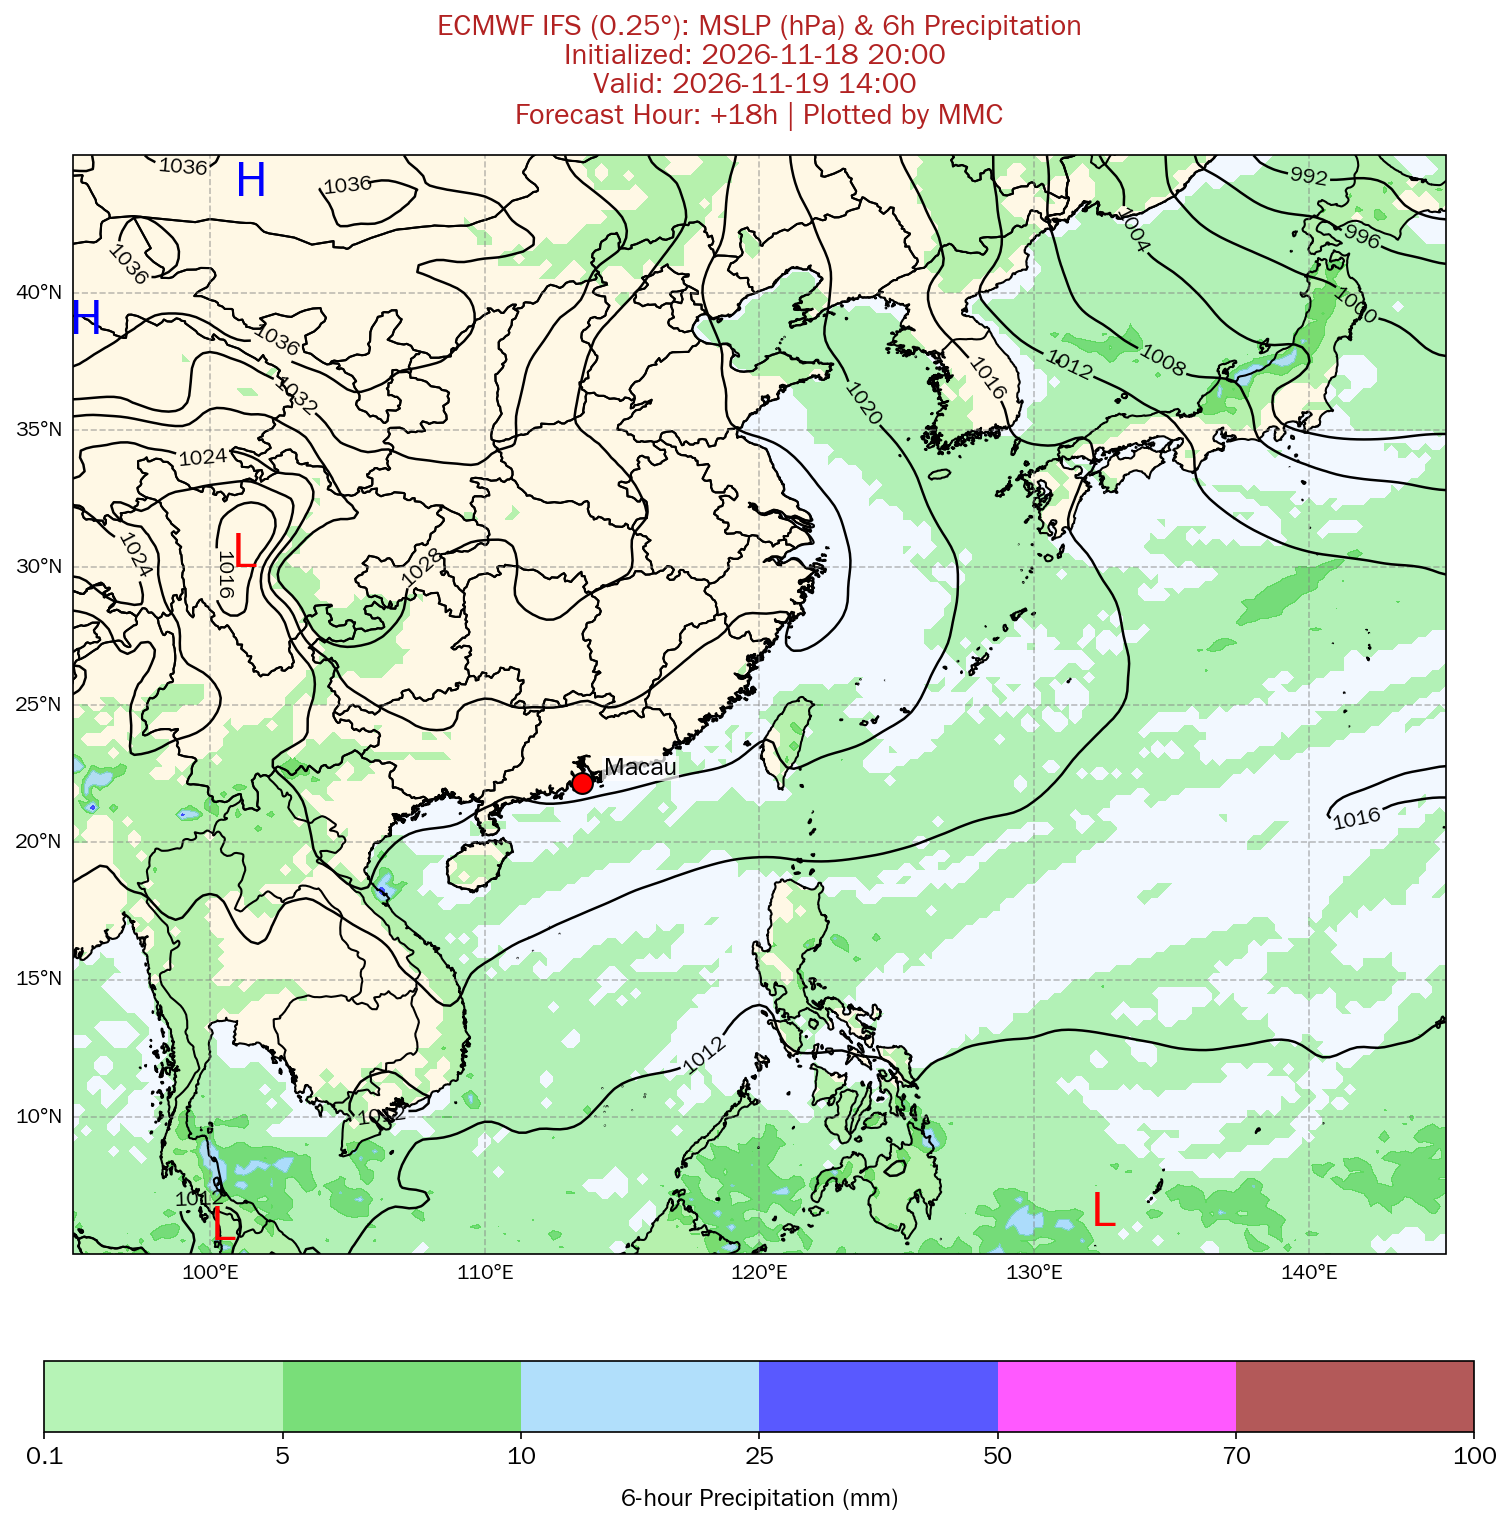 ECMWF IFS (0.25°): MSLP (hPa) & 6h Precipitation
Initialized: 2026-11-18 20:00
Valid: 2026-11-19 14:00
Forecast Hour: +18h | Plotted by MMC
1036
H
1036
992
1004
996
1036
40°N
H
1000
1036
1008
1012
1016
1032
1020
35°N
1024
1024
L
1016
1028
30°N
25°N
Macau
1016
20°N
15°N
1012
10°N
1012
1012
L
L
100°E 110°E 120°E 130°E 140°E
0.1 5 10 25 50 70 100
6-hour Precipitation (mm)